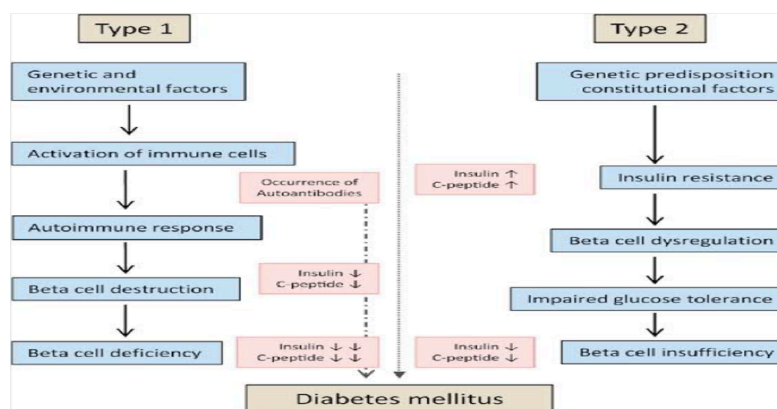 Type 1
Genetic and
environmental factors
Activation of immune cells
Occurrence of
Autoantibodies
Autoimmune response
Insulin ↓
C-peptide ↓
Beta cell destruction
Insulin ↓ ↓
C-peptide ↓ ↓
Beta cell deficiency
Type 2
Genetic predisposition
constitutional factors
Insulin ↑
C-peptide ↑
Insulin resistance
Beta cell dysregulation
Impaired glucose tolerance
Insulin ↓
C-peptide ↓
Beta cell insufficiency
Diabetes mellitus